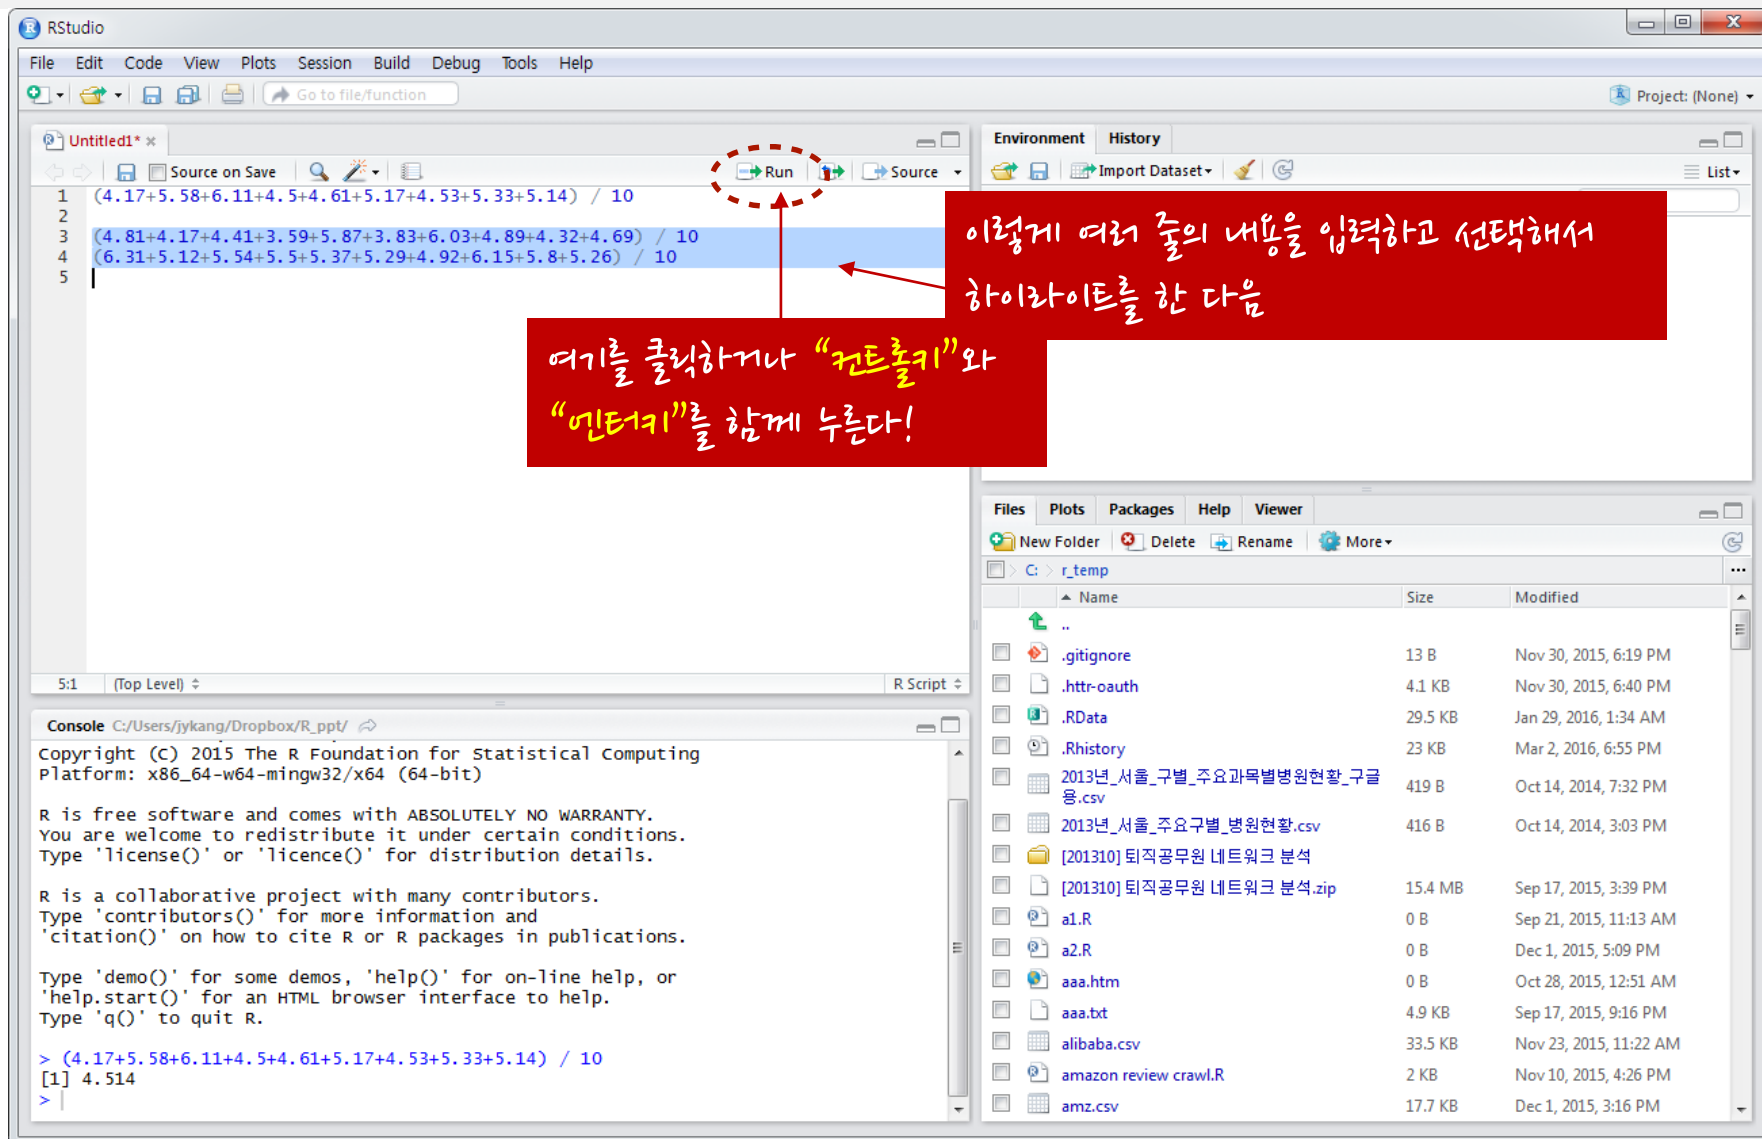 RStudio
File Edit Code View Plots Session Build Debug Tools Help
Go to file/function
Project: (None)
Untitled1*
Source on Save
Run
Source
1 (4.17+5.58+6.11+4.5+4.61+5.17+4.53+5.33+5.14) / 10
2
3 (4.81+4.17+4.41+3.59+5.87+3.83+6.03+4.89+4.32+4.69) / 10
4 (6.31+5.12+5.54+5.5+5.37+5.29+4.92+6.15+5.8+5.26) / 10
5
이렇게 여러 줄의 내용을 입력하고 선택해서
하이라이트를 한 다음
여기를 클릭하거나 “컨트롤키”와
“엔터키”를 함께 누른다!
5:1 (Top Level) R Script
Console C:/Users/jykang/Dropbox/R_ppt/
Copyright (C) 2015 The R Foundation for Statistical Computing
Platform: x86_64-w64-mingw32/x64 (64-bit)
R is free software and comes with ABSOLUTELY NO WARRANTY.
You are welcome to redistribute it under certain conditions.
Type 'license()' or 'licence()' for distribution details.
R is a collaborative project with many contributors.
Type 'contributors()' for more information and
'citation()' on how to cite R or R packages in publications.
Type 'demo()' for some demos, 'help()' for on-line help, or
'help.start()' for an HTML browser interface to help.
Type 'q()' to quit R.
> (4.17+5.58+6.11+4.5+4.61+5.17+4.53+5.33+5.14) / 10
[1] 4.514
>
Environment History
Import Dataset
List
Files Plots Packages Help Viewer
New Folder Delete Rename More
C: r_temp
Name Size Modified
..
.gitignore 13 B Nov 30, 2015, 6:19 PM
.httr-oauth 4.1 KB Nov 30, 2015, 6:40 PM
.RData 29.5 KB Jan 29, 2016, 1:34 AM
.Rhistory 23 KB Mar 2, 2016, 6:55 PM
2013년_서울_구별_주요과목별병원현황_구글
용.csv 419 B Oct 14, 2014, 7:32 PM
2013년_서울_주요구별_병원현황.csv 416 B Oct 14, 2014, 3:03 PM
[201310] 퇴직공무원 네트워크 분석
[201310] 퇴직공무원 네트워크 분석.zip 15.4 MB Sep 17, 2015, 3:39 PM
a1.R 0 B Sep 21, 2015, 11:13 AM
a2.R 0 B Dec 1, 2015, 5:09 PM
aaa.htm 0 B Oct 28, 2015, 12:51 AM
aaa.txt 4.9 KB Sep 17, 2015, 9:16 PM
alibaba.csv 33.5 KB Nov 23, 2015, 11:22 AM
amazon review crawl.R 2 KB Nov 10, 2015, 4:26 PM
amz.csv 17.7 KB Dec 1, 2015, 3:16 PM